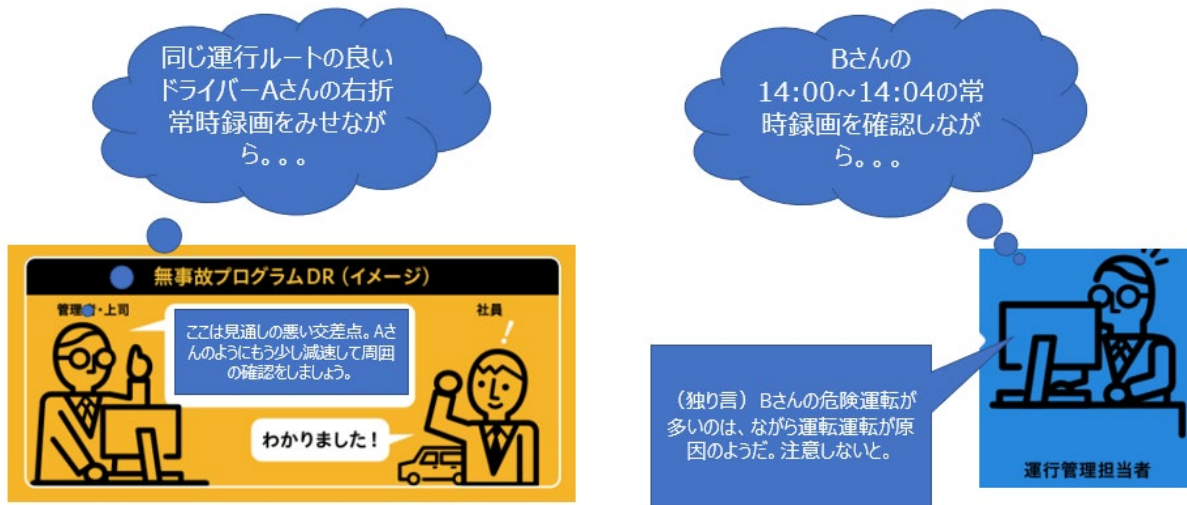 同じ運行ルートの良い
ドライバーAさんの右折
常時録画をみせなが
ら。。。
Bさんの
14:00~14:04の常
時録画を確認しなが
ら。。。
無事故プログラムDR（イメージ）
管理者・上司
社員
ここは見通しの悪い交差点。Aさ
んのようにもう少し減速して周囲
の確認をしましょう。
わかりました！
（独り言）Bさんの危険運転が
多いのは、ながら運転運転が原
因のようだ。注意しないと。
運行管理担当者